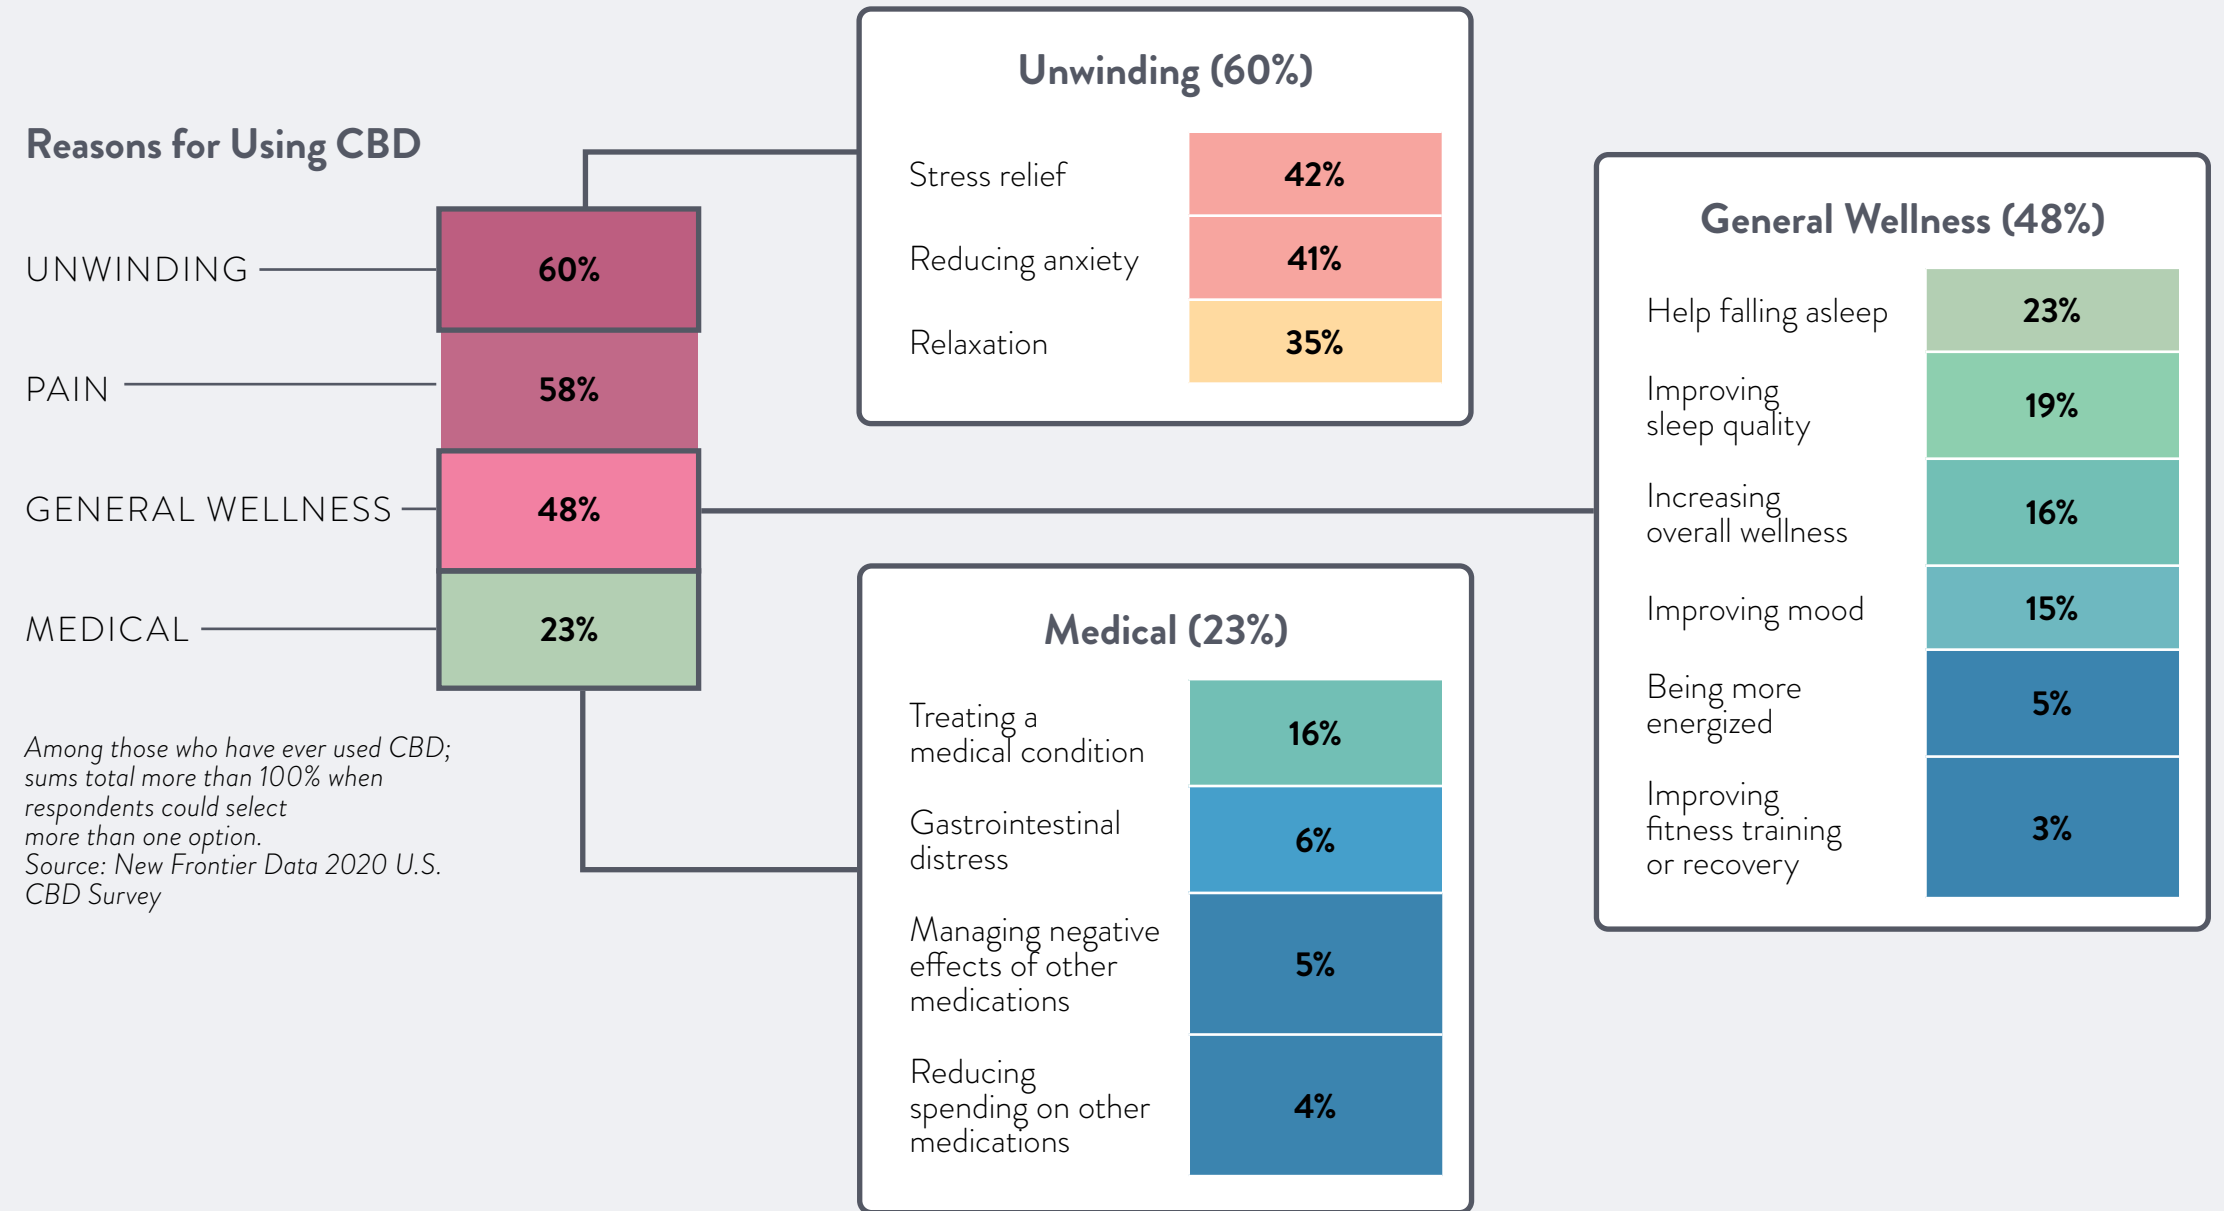 Reasons for Using CBD
UNWINDING
60%
PAIN
58%
GENERAL WELLNESS
48%
MEDICAL
23%
Among those who have ever used CBD;
sums total more than 100% when
respondents could select
more than one option.
Source: New Frontier Data 2020 U.S.
CBD Survey
Unwinding (60%)
Stress relief
42%
Reducing anxiety
41%
Relaxation
35%
Medical (23%)
Treating a
medical condition
16%
Gastrointestinal
distress
6%
Managing negative
effects of other
medications
5%
Reducing
spending on other
medications
4%
General Wellness (48%)
Help falling asleep
23%
Improving
sleep quality
19%
Increasing
overall wellness
16%
Improving mood
15%
Being more
energized
5%
Improving
fitness training
or recovery
3%